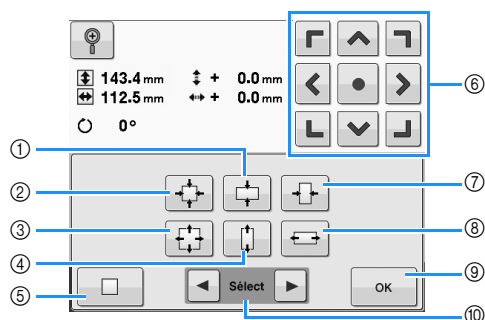 143.4 mm + 0.0 mm
112.5 mm + 0.0 mm
0°
①
②
③
④
⑤
⑥
⑦
⑧
⑨
⑩
Sélect
OK